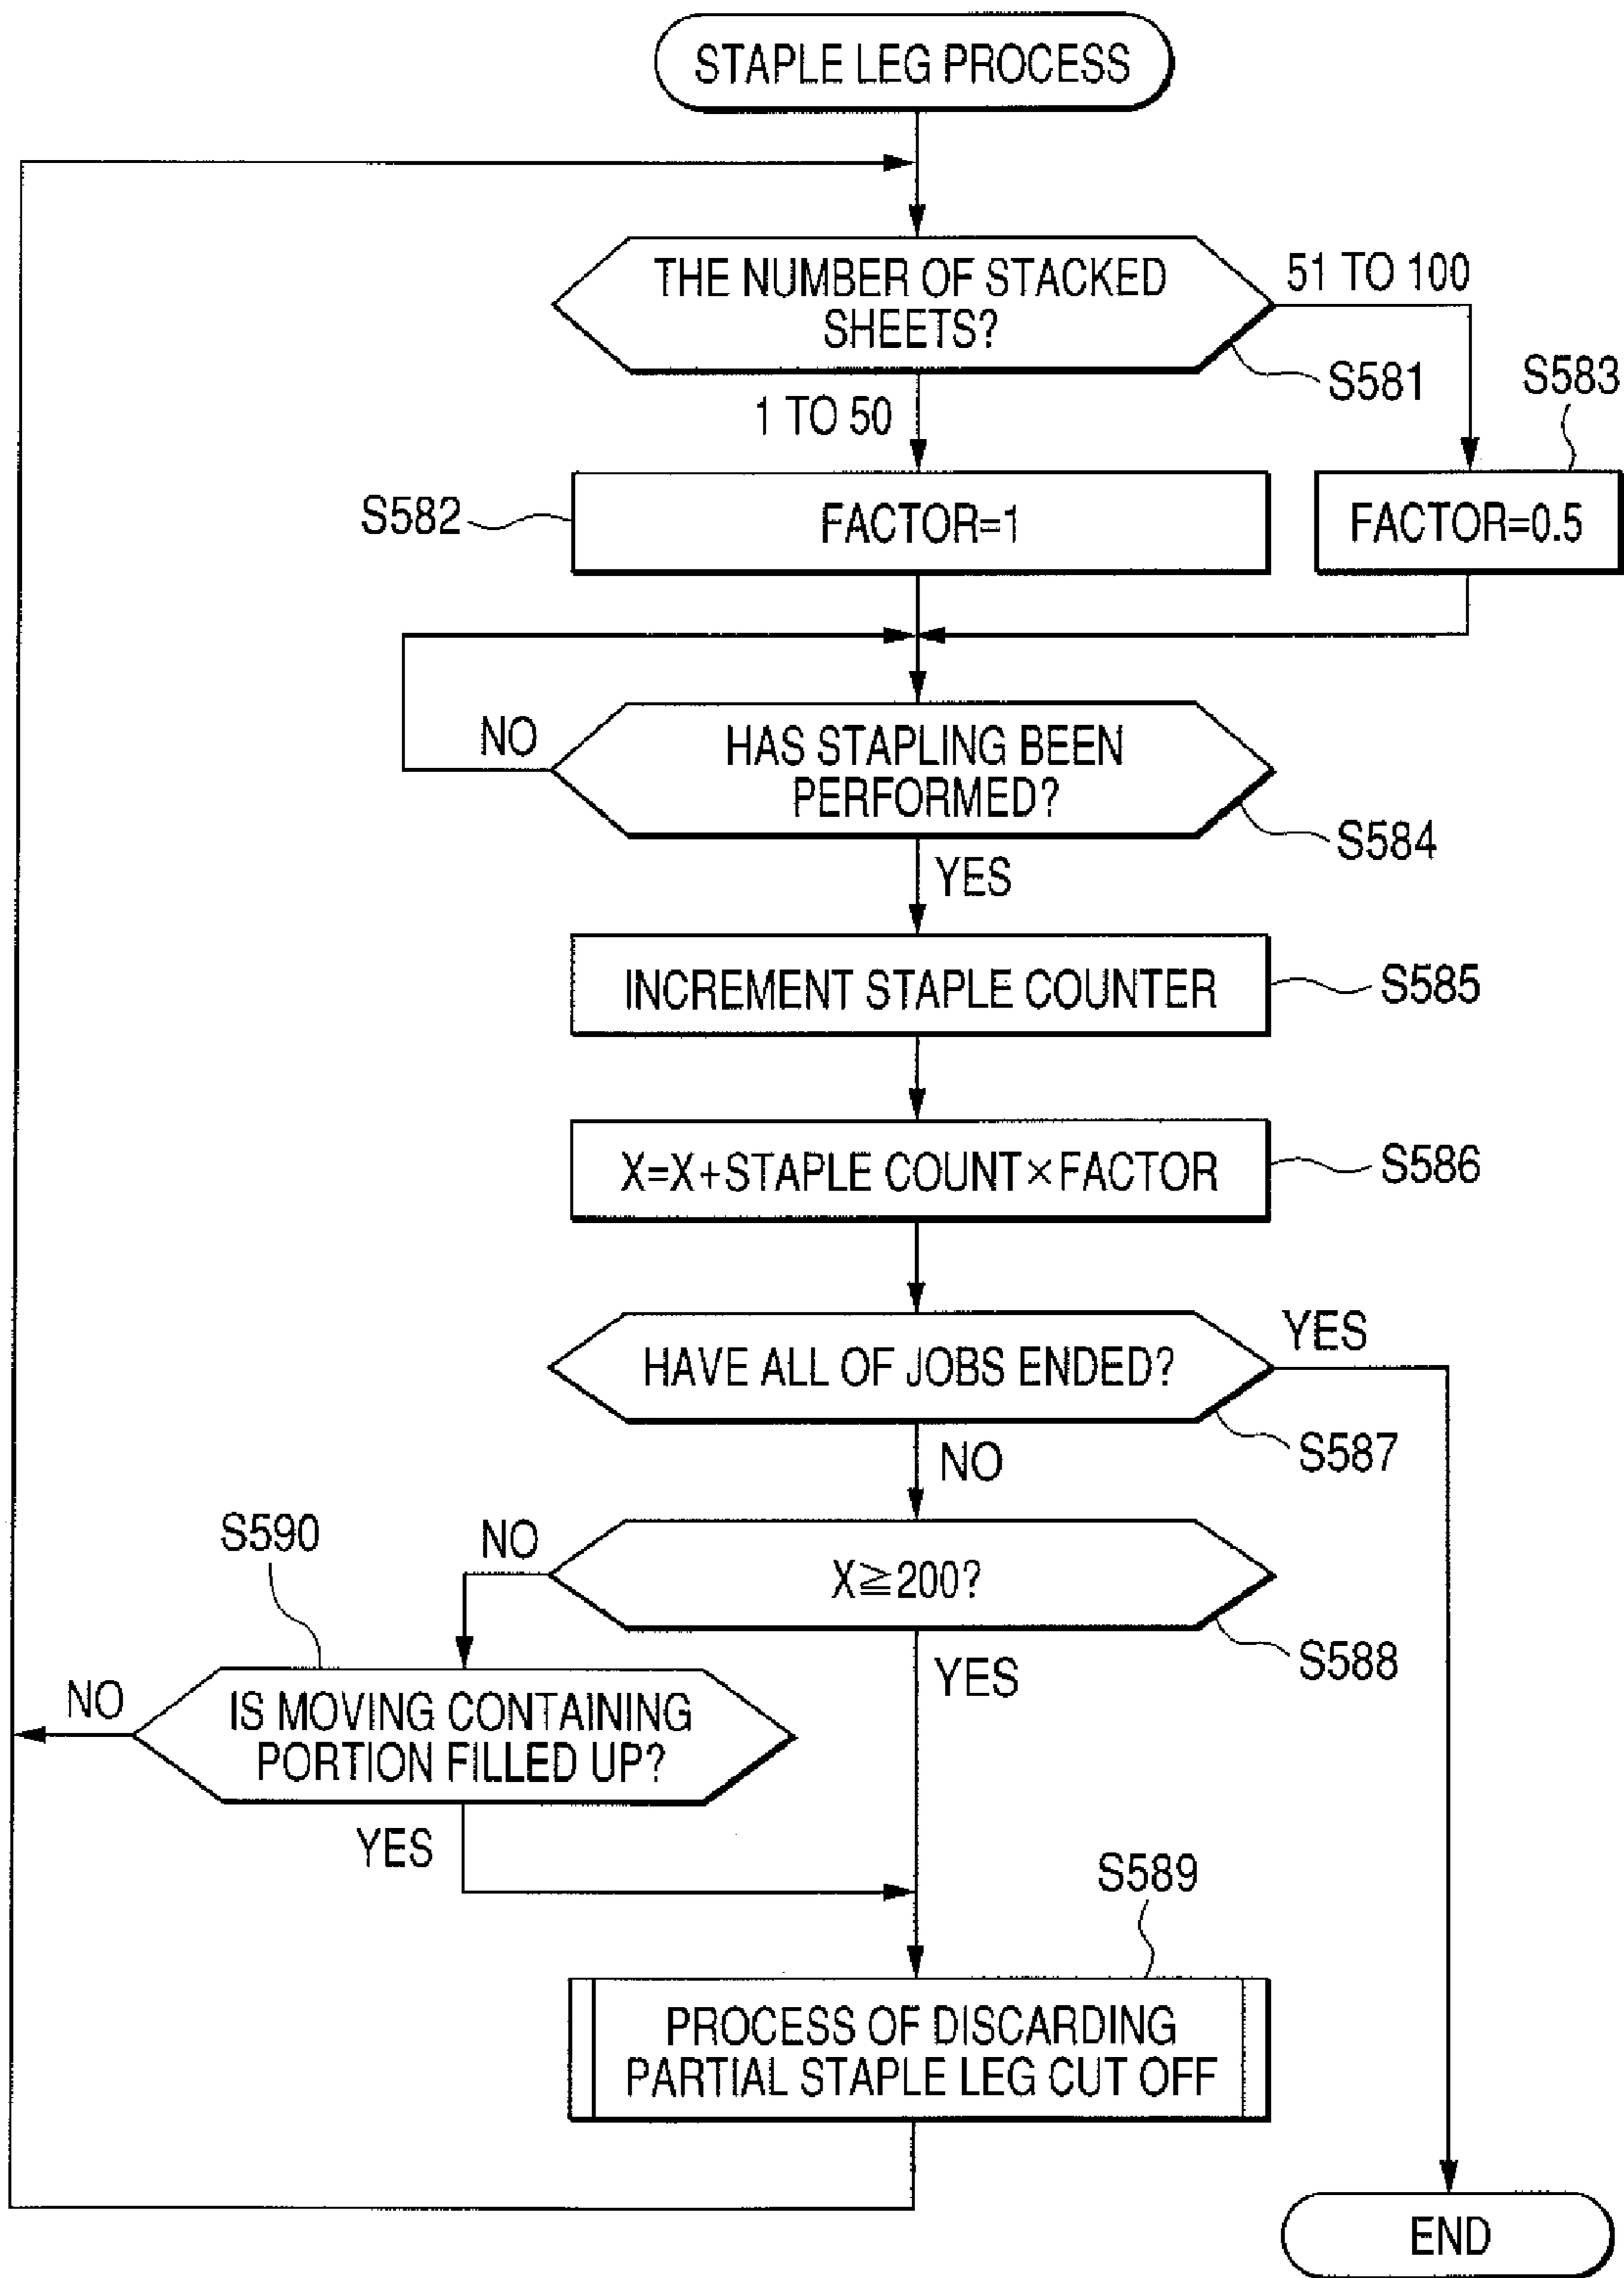 STAPLE LEG PROCESS
THE NUMBER OF STACKED
SHEETS?
51 TO 100
S581
S583
1 TO 50
S582
FACTOR=1
FACTOR=0.5
NO
HAS STAPLING BEEN
PERFORMED?
S584
YES
INCREMENT STAPLE COUNTER
S585
X=X+STAPLE COUNT×FACTOR
S586
HAVE ALL OF JOBS ENDED?
YES
S587
NO
S590
NO
X≧200?
S588
YES
NO
IS MOVING CONTAINING
PORTION FILLED UP?
YES
S589
PROCESS OF DISCARDING
PARTIAL STAPLE LEG CUT OFF
END